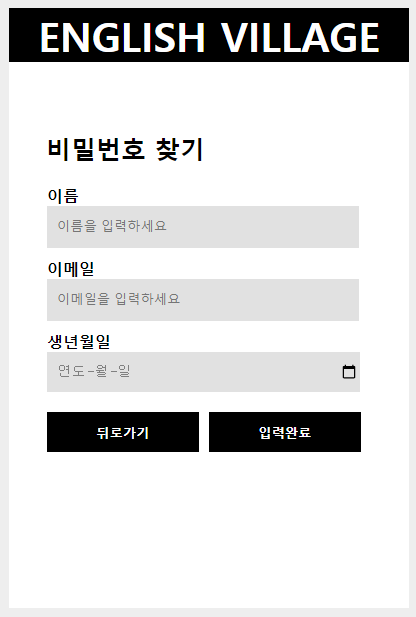 ENGLISH VILLAGE
비밀번호 찾기
이름
이름을 입력하세요
이메일
이메일을 입력하세요
생년월일
연도-월-일
뒤로가기 입력완료